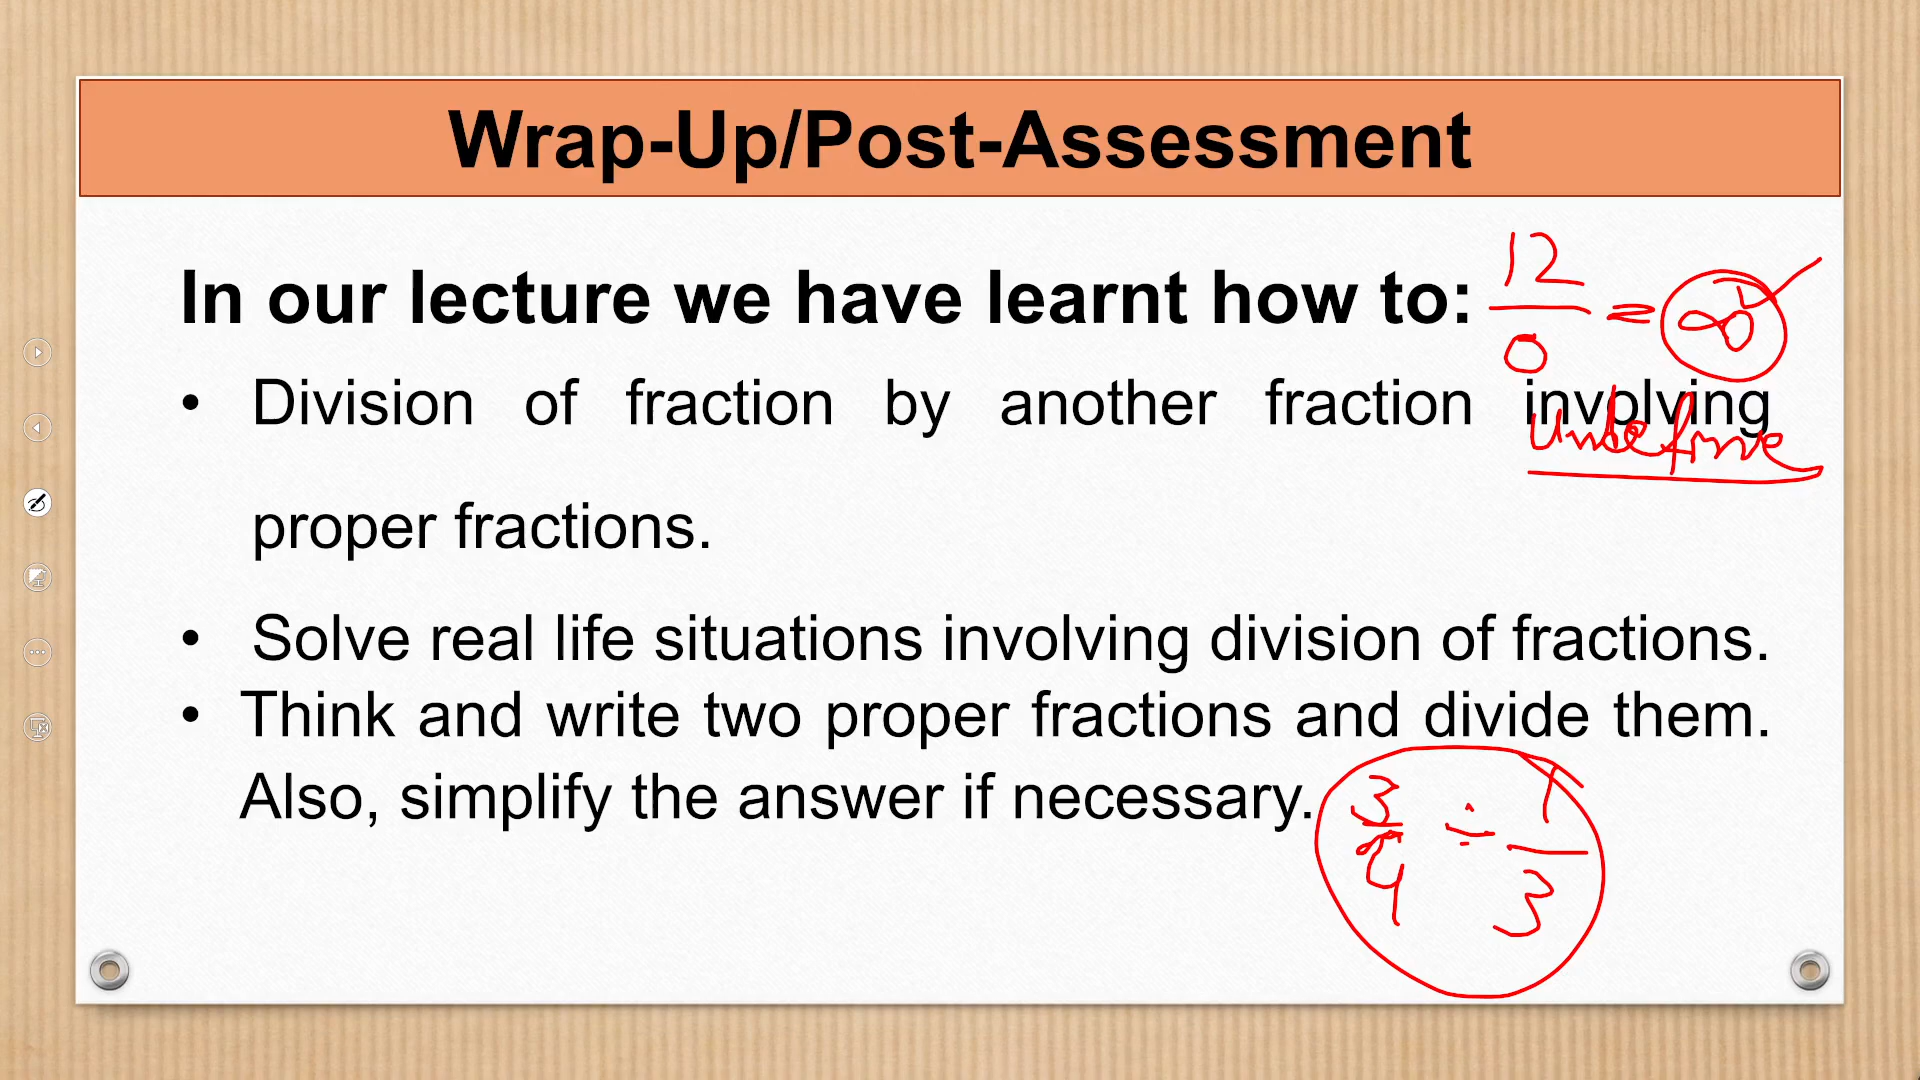 Wrap-Up/Post-Assessment
In our lecture we have learnt how to:
12/0 = ∞
• Division of fraction by another fraction involving
undefine
proper fractions.
• Solve real life situations involving division of fractions.
• Think and write two proper fractions and divide them.
Also, simplify the answer if necessary.
3/4 ÷ 1/3